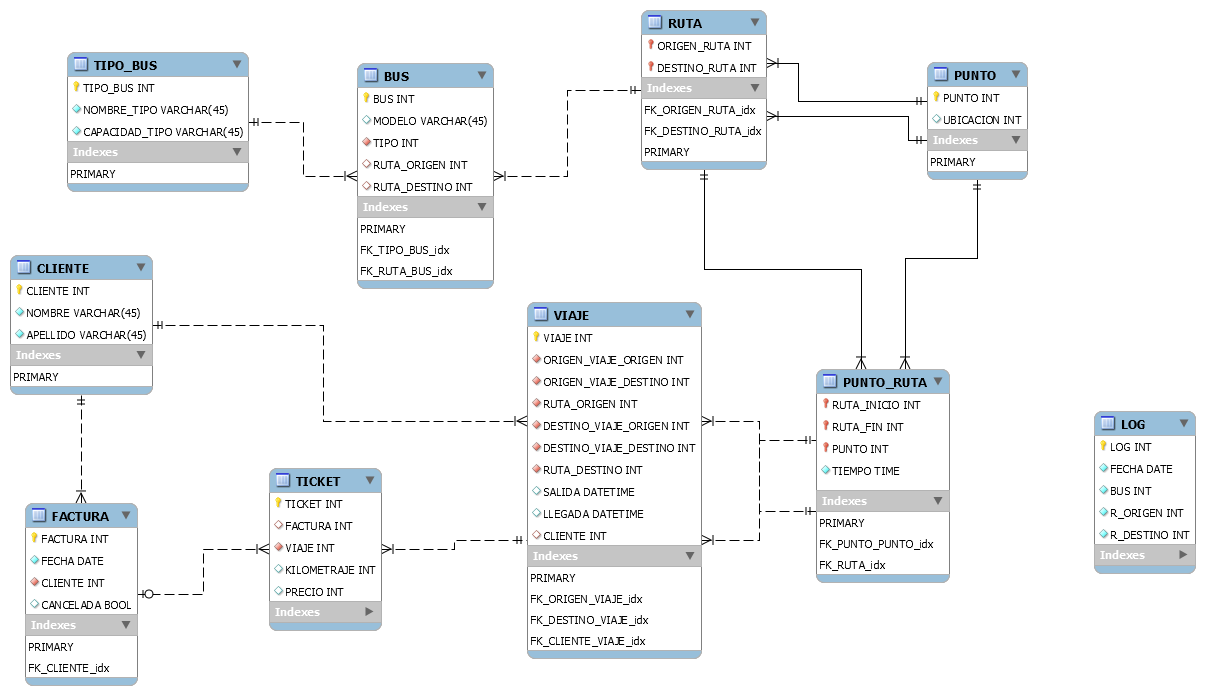 TIPO_BUS
TIPO_BUS INT
NOMBRE_TIPO VARCHAR(45)
CAPACIDAD_TIPO VARCHAR(45)
Indexes
PRIMARY
BUS
BUS INT
MODELO VARCHAR(45)
TIPO INT
RUTA_ORIGEN INT
RUTA_DESTINO INT
Indexes
PRIMARY
FK_TIPO_BUS_idx
FK_RUTA_BUS_idx
RUTA
ORIGEN_RUTA INT
DESTINO_RUTA INT
Indexes
FK_ORIGEN_RUTA_idx
FK_DESTINO_RUTA_idx
PRIMARY
PUNTO
PUNTO INT
UBICACION INT
Indexes
PRIMARY
CLIENTE
CLIENTE INT
NOMBRE VARCHAR(45)
APELLIDO VARCHAR(45)
Indexes
PRIMARY
VIAJE
VIAJE INT
ORIGEN_VIAJE_ORIGEN INT
ORIGEN_VIAJE_DESTINO INT
RUTA_ORIGEN INT
DESTINO_VIAJE_ORIGEN INT
DESTINO_VIAJE_DESTINO INT
RUTA_DESTINO INT
SALIDA DATETIME
LLEGADA DATETIME
CLIENTE INT
Indexes
PRIMARY
FK_ORIGEN_VIAJE_idx
FK_DESTINO_VIAJE_idx
FK_CLIENTE_VIAJE_idx
PUNTO_RUTA
RUTA_INICIO INT
RUTA_FIN INT
PUNTO INT
TIEMPO TIME
Indexes
PRIMARY
FK_PUNTO_PUNTO_idx
FK_RUTA_idx
LOG
LOG INT
FECHA DATE
BUS INT
R_ORIGEN INT
R_DESTINO INT
Indexes
TICKET
TICKET INT
FACTURA INT
VIAJE INT
KILOMETRAJE INT
PRECIO INT
Indexes
FACTURA
FACTURA INT
FECHA DATE
CLIENTE INT
CANCELADA BOOL
Indexes
PRIMARY
FK_CLIENTE_idx